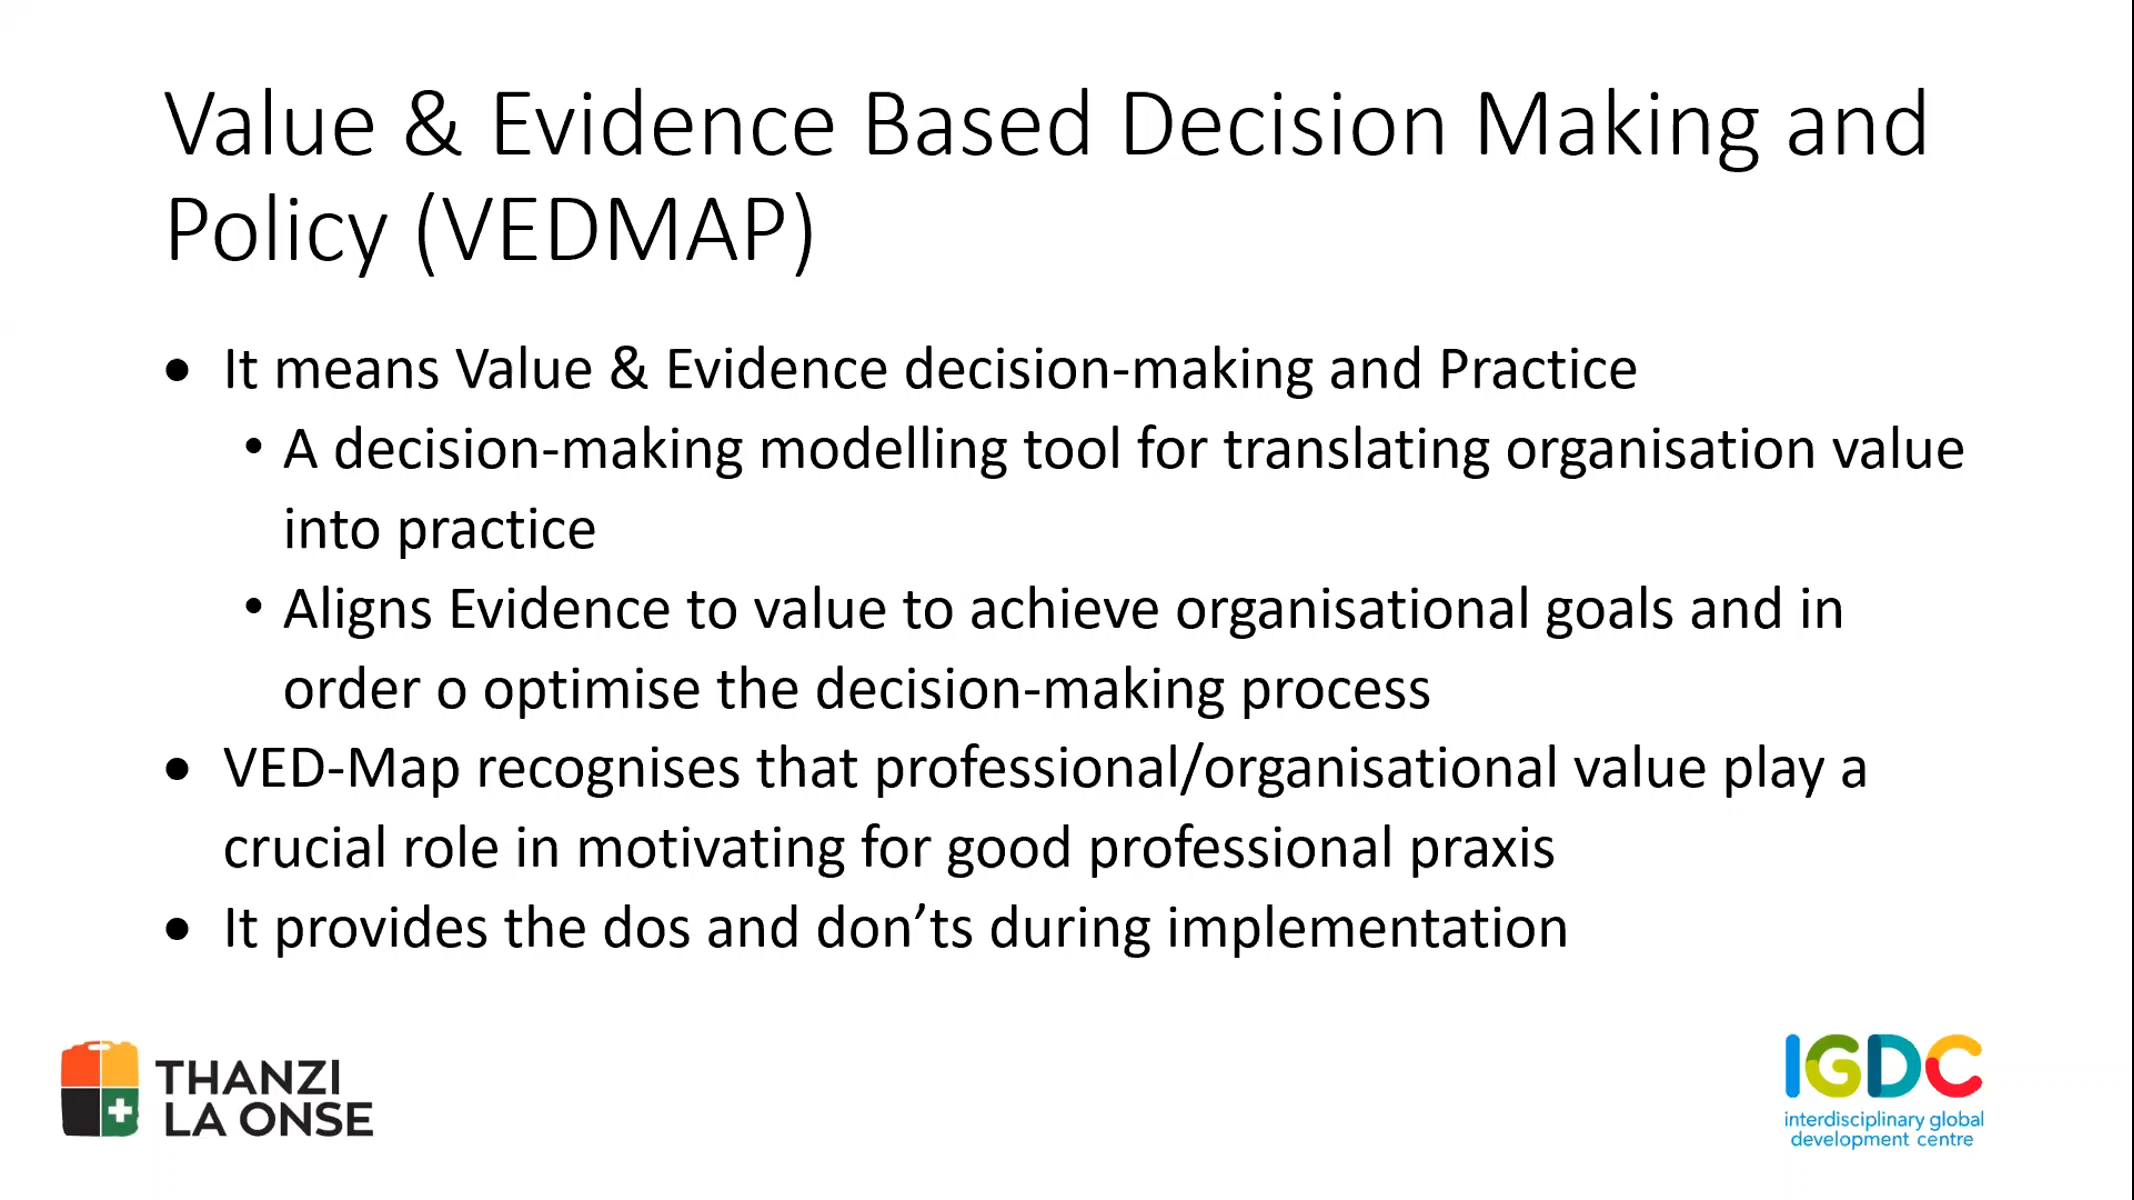 Value & Evidence Based Decision Making and
Policy (VEDMAP)
• It means Value & Evidence decision-making and Practice
• A decision-making modelling tool for translating organisation value
into practice
• Aligns Evidence to value to achieve organisational goals and in
order o optimise the decision-making process
• VED-Map recognises that professional/organisational value play a
crucial role in motivating for good professional praxis
• It provides the dos and don’ts during implementation
THANZI
LA ONSE
IGDC
interdisciplinary global
development centre